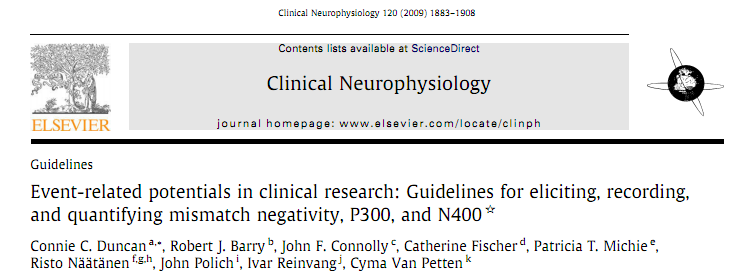 Clinical Neurophysiology 120 (2009) 1883–1908
Contents lists available at ScienceDirect
Clinical Neurophysiology
journal homepage: www.elsevier.com/locate/clinph
ELSEVIER
Guidelines
Event-related potentials in clinical research: Guidelines for eliciting, recording,
and quantifying mismatch negativity, P300, and N400 ☆
Connie C. Duncan a,*, Robert J. Barry b, John F. Connolly c, Catherine Fischer d, Patricia T. Michie e,
Risto Näätänen f,g,h, John Polich i, Ivar Reinvang j, Cyma Van Petten k